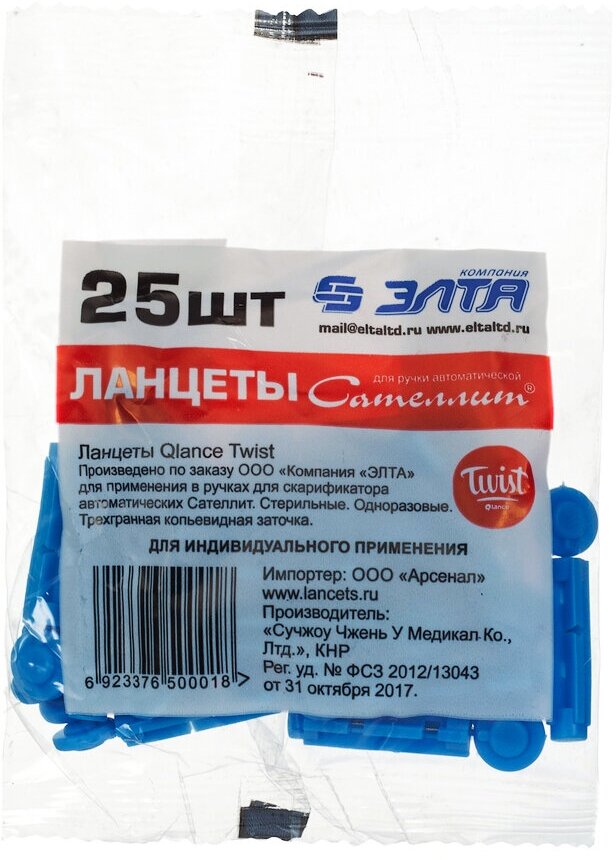 25шт
компания
ЭЛТА
mail@eltaltd.ru www.eltaltd.ru
ЛАНЦЕТЫ
для ручки автоматической
Сателлит®
Ланцеты Qlance Twist
Произведено по заказу ООО «Компания «ЭЛТА»
для применения в ручках для скарификатора
автоматических Сателлит. Стерильные. Одноразовые.
Трехгранная копьевидная заточка.
Twist
Qlance
ДЛЯ ИНДИВИДУАЛЬНОГО ПРИМЕНЕНИЯ
Импортер: ООО «Арсенал»
www.lancets.ru
Производитель:
«Сучжоу Чжень У Медикал Ко.,
Лтд.», КНР
Рег. уд. № ФСЗ 2012/13043
от 31 октября 2017.
6 923376 500018 >